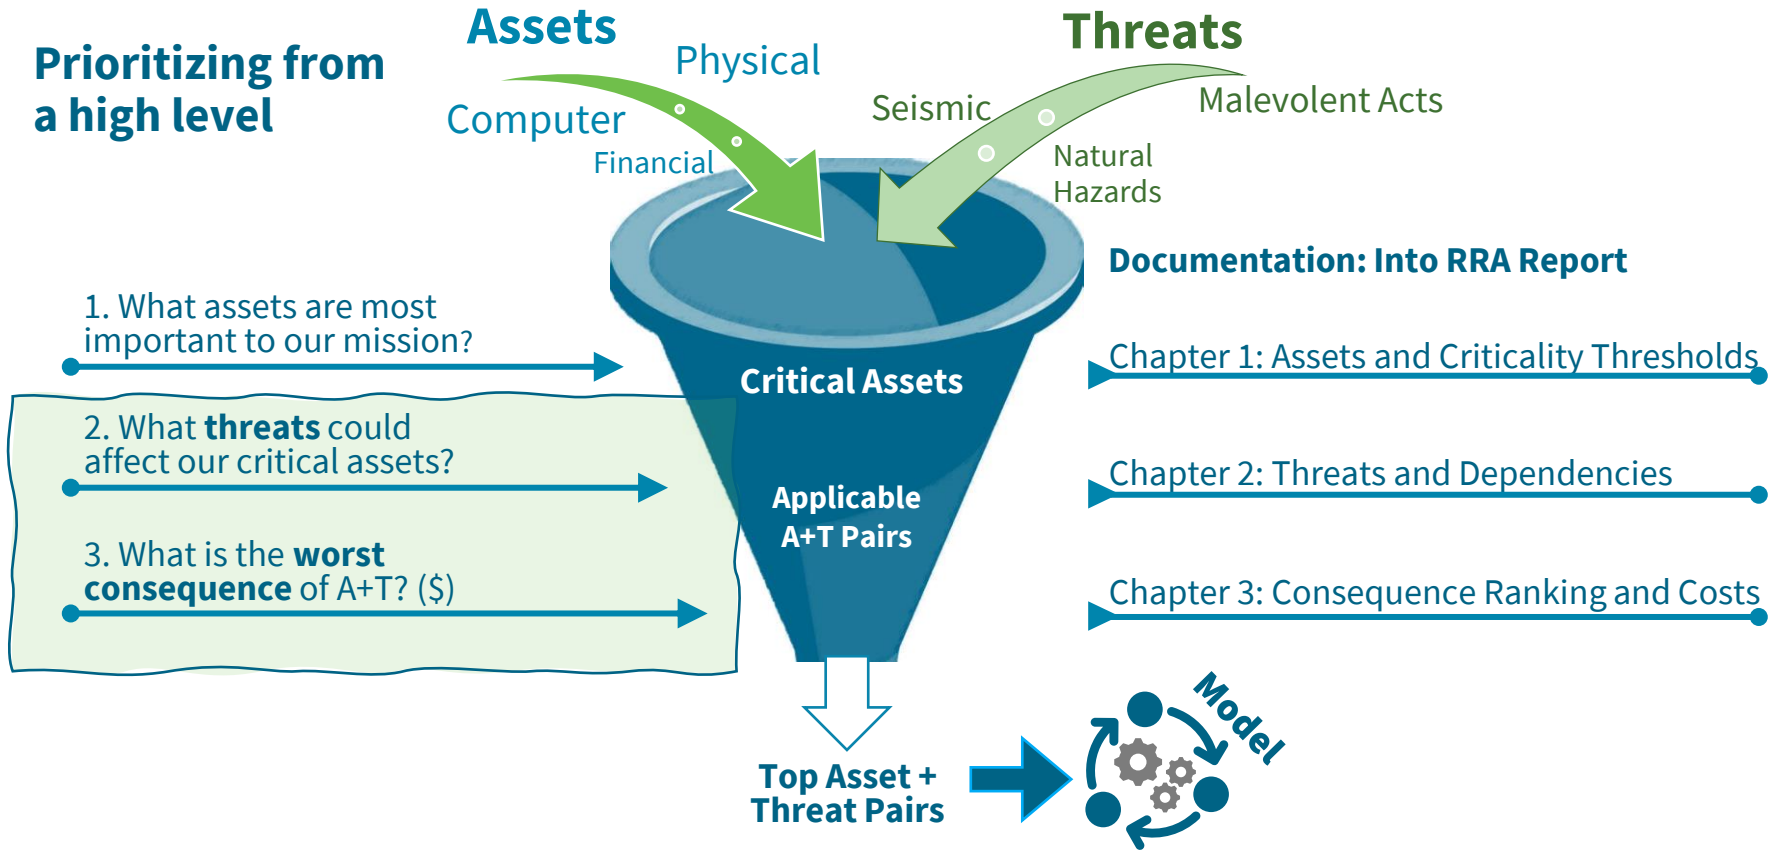 Prioritizing from
a high level
Assets
Physical
Computer
Financial
Threats
Seismic
Malevolent Acts
Natural
Hazards
1. What assets are most
important to our mission?
2. What threats could
affect our critical assets?
3. What is the worst
consequence of A+T? ($)
Critical Assets
Applicable
A+T Pairs
Documentation: Into RRA Report
Chapter 1: Assets and Criticality Thresholds
Chapter 2: Threats and Dependencies
Chapter 3: Consequence Ranking and Costs
Top Asset +
Threat Pairs
Model